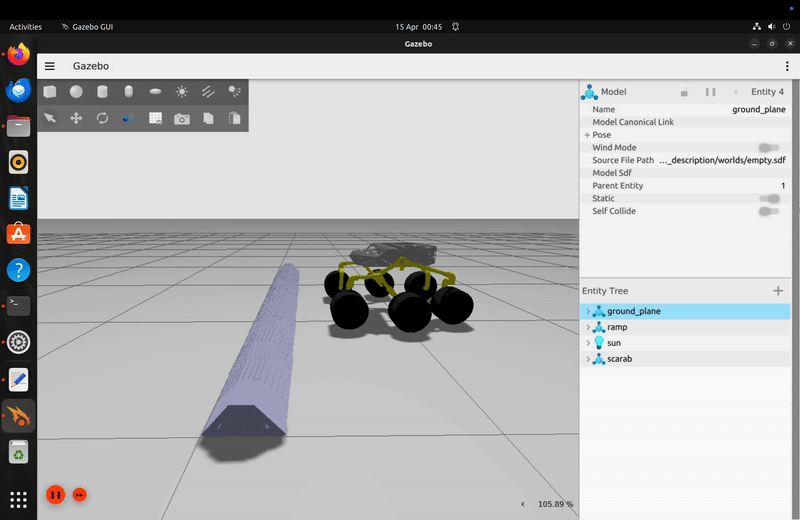 Activities
Gazebo GUI
15 Apr 00:45
Gazebo
Gazebo
Model
Entity 4
Name ground_plane
Model Canonical Link
Pose
Wind Mode
Source File Path ..._description/worlds/empty.sdf
Model Sdf
Parent Entity 1
Static
Self Collide
Entity Tree
ground_plane
ramp
sun
scarab
105.89 %